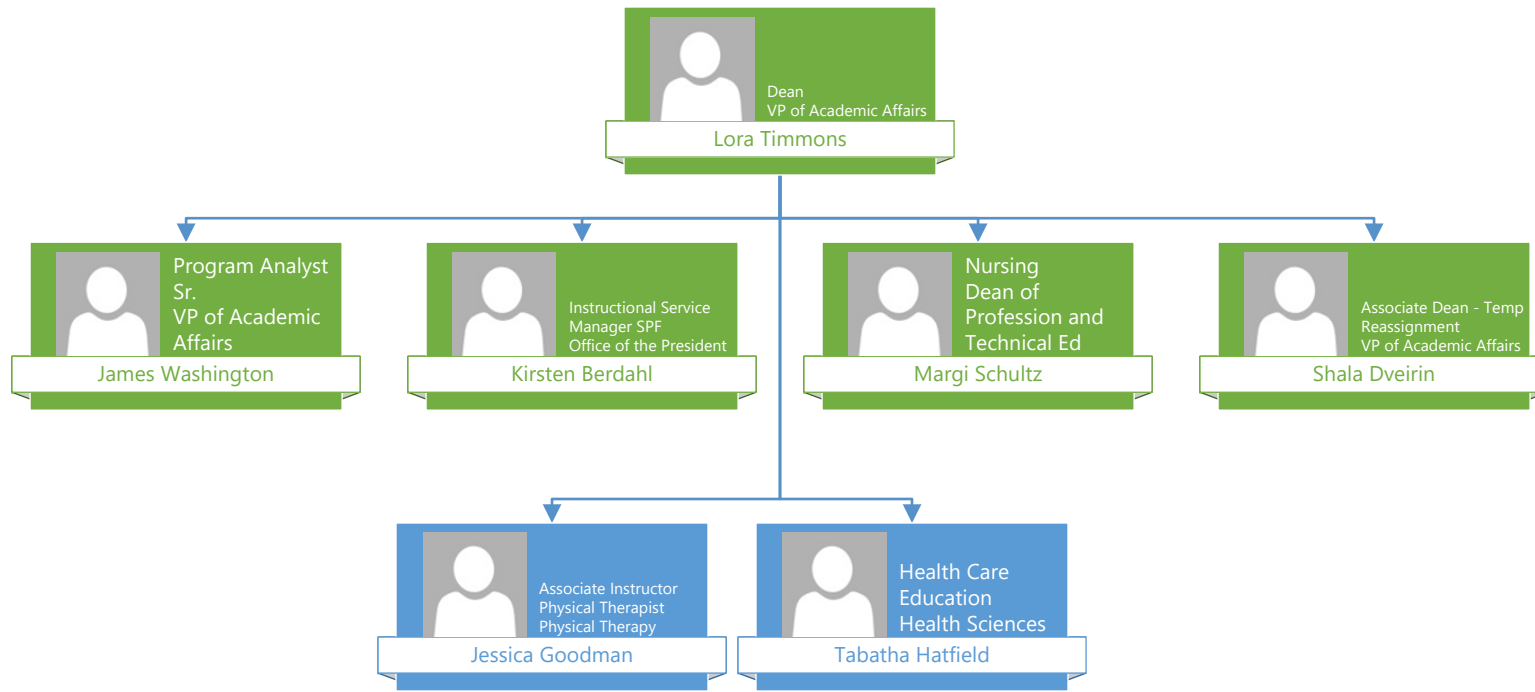 Dean
VP of Academic Affairs
Lora Timmons
Program Analyst
Sr.
VP of Academic
Affairs
James Washington
Instructional Service
Manager SPF
Office of the President
Kirsten Berdahl
Nursing
Dean of
Profession and
Technical Ed
Margi Schultz
Associate Dean - Temp
Reassignment
VP of Academic Affairs
Shala Dveirin
Associate Instructor
Physical Therapist
Physical Therapy
Jessica Goodman
Health Care
Education
Health Sciences
Tabatha Hatfield